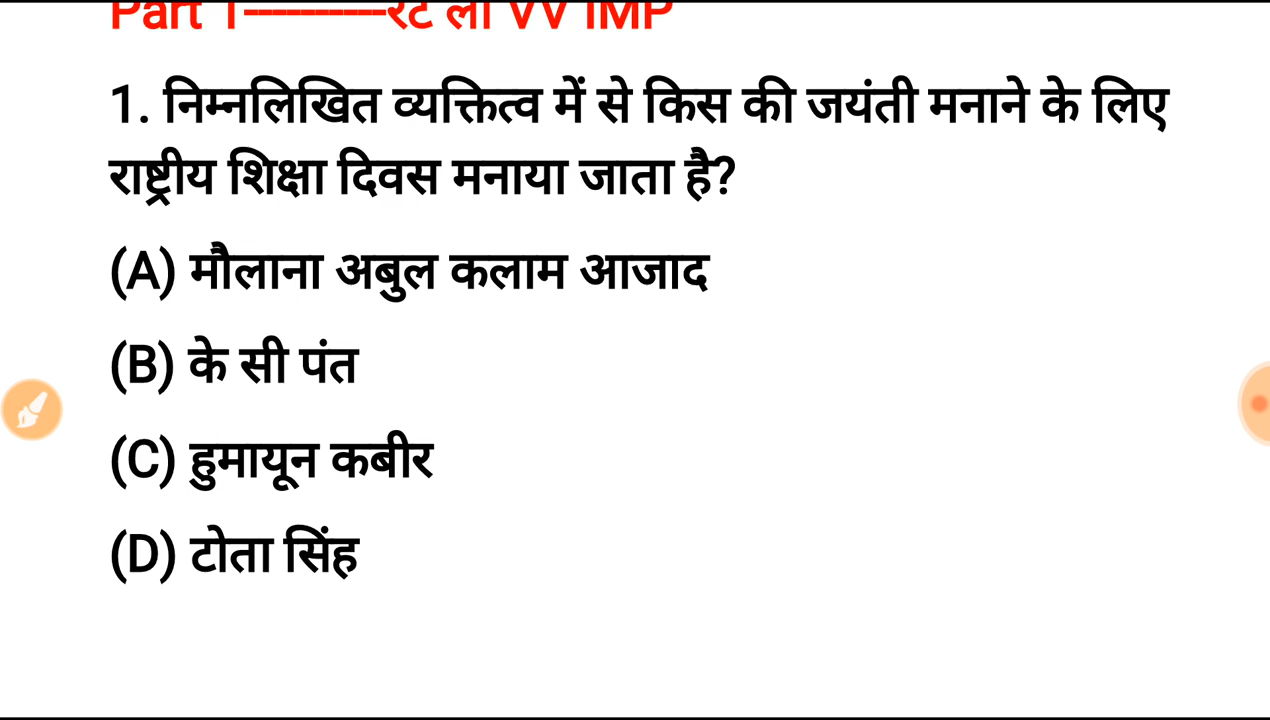 Part 1----------रट लो VV IMP
1. निम्नलिखित व्यक्तित्व में से किस की जयंती मनाने के लिए
राष्ट्रीय शिक्षा दिवस मनाया जाता है?
(A) मौलाना अबुल कलाम आजाद
(B) के सी पंत
(C) हुमायून कबीर
(D) टोता सिंह